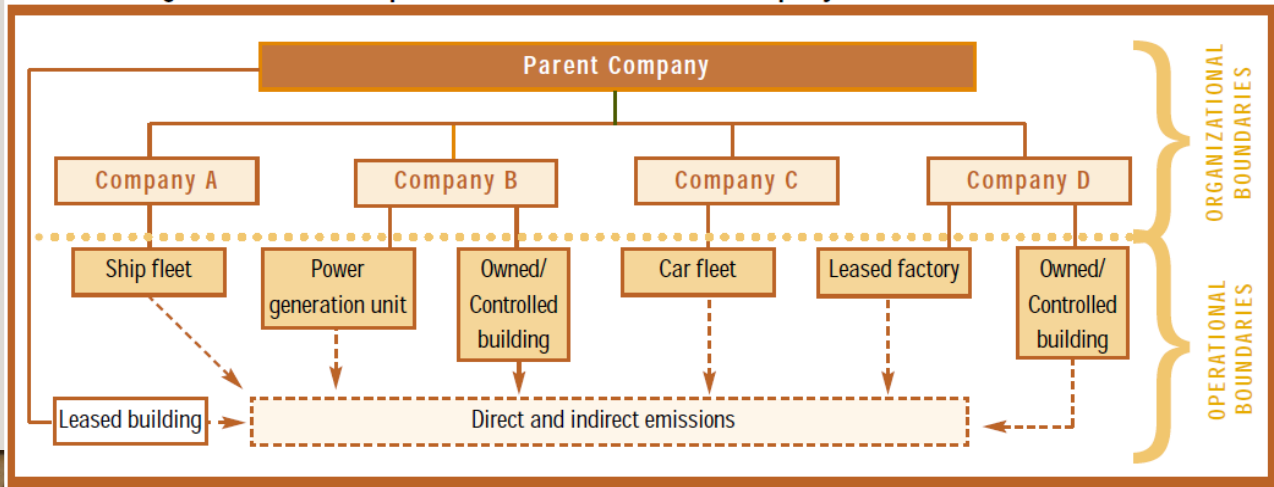 Parent Company
Company A
Company B
Company C
Company D
ORGANIZATIONAL
BOUNDARIES
Ship fleet
Power
generation unit
Owned/
Controlled
building
Car fleet
Leased factory
Owned/
Controlled
building
OPERATIONAL
BOUNDARIES
Leased building
Direct and indirect emissions